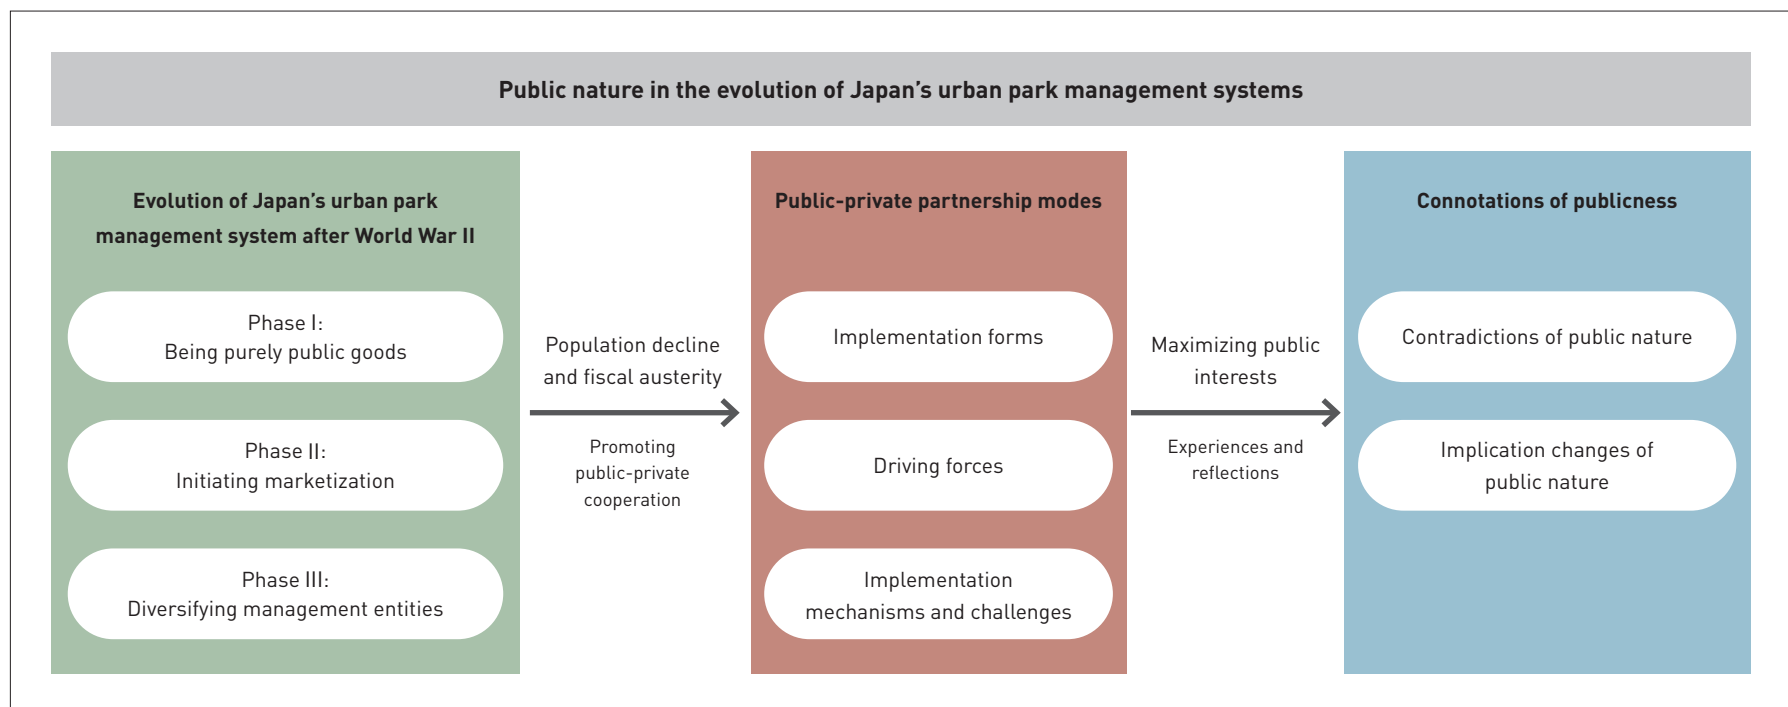 Public nature in the evolution of Japan's urban park management systems
Evolution of Japan's urban park
management system after World War II
Phase I:
Being purely public goods
Phase II:
Initiating marketization
Phase III:
Diversifying management entities
Population decline
and fiscal austerity
Promoting
public-private
cooperation
Public-private partnership modes
Implementation forms
Driving forces
Implementation
mechanisms and challenges
Maximizing public
interests
Experiences and
reflections
Connotations of publicness
Contradictions of public nature
Implication changes of
public nature